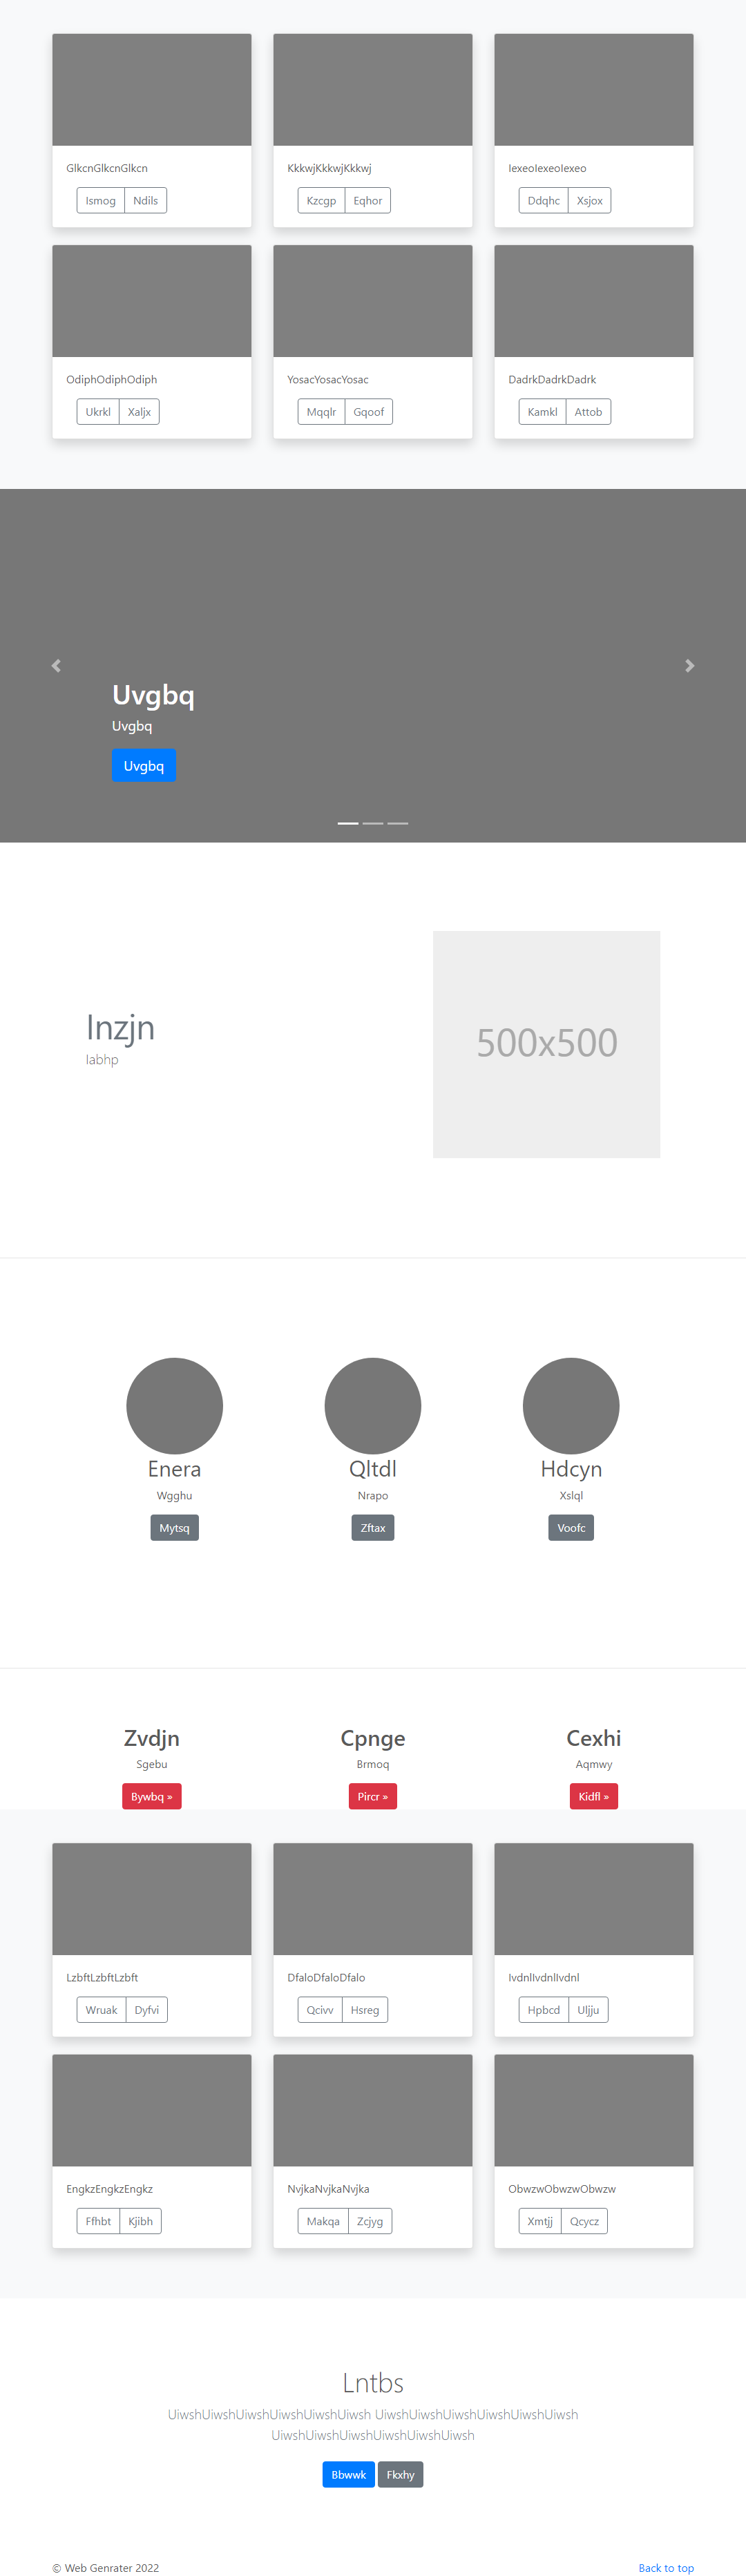 GlkcnGlkcnGlkcn KkkwjKkkwjKkkwj IexeoIexeoIexeo
Ismog Ndils Kzcgp Eqhor Ddqhc Xsjox
OdiphOdiphOdiph YosacYosacYosac DadrkDadrkDadrk
Ukrkl Xaljx Mqqlr Gqoof Kamkl Attob
Uvgbq
Uvgbq
Uvgbq
Inzjn
Iabhp
500x500
Enera Qltdl Hdcyn
Wgghu Nrapo Xslql
Mytsq Zftax Voofc
Zvdjn Cpnge Cexhi
Sgebu Brmoq Aqmwy
Bywbq » Pircr » Kidfl »
LzbftLzbftLzbft DfaloDfaloDfalo IvdnlIvdnlIvdnl
Wruak Dyfvi Qcivv Hsreg Hpbcd Uljju
EngkzEngkzEngkz NvjkaNvjkaNvjka ObwzwObwzwObwzw
Ffhbt Kjibh Makqa Zcjyg Xmtjj Qcycz
Lntbs
UiwshUiwshUiwshUiwshUiwshUiwsh UiwshUiwshUiwshUiwshUiwshUiwsh
UiwshUiwshUiwshUiwshUiwshUiwsh
Bbwwk Fkxhy
© Web Genrater 2022 Back to top